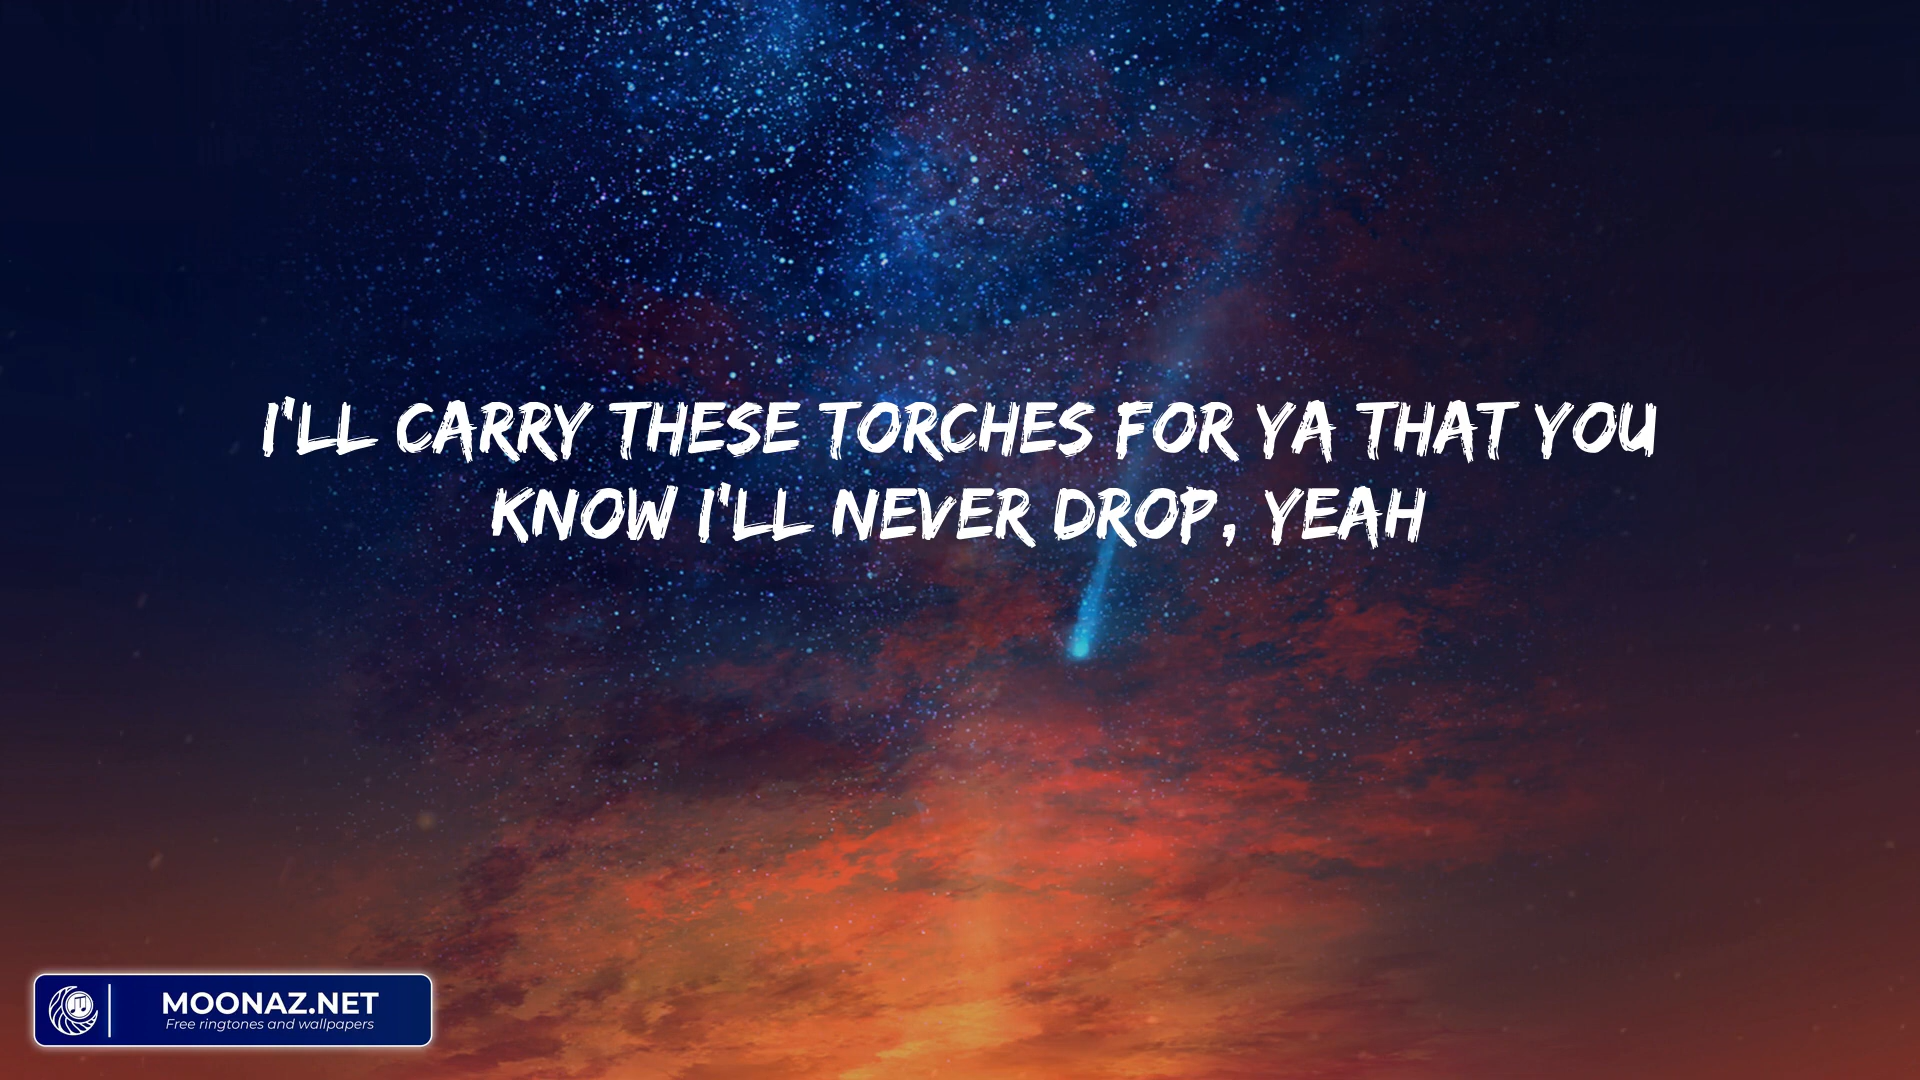 I'LL CARRY THESE TORCHES FOR YA THAT YOU
KNOW I'LL NEVER DROP, YEAH
MOONAZ.NET
Free ringtones and wallpapers